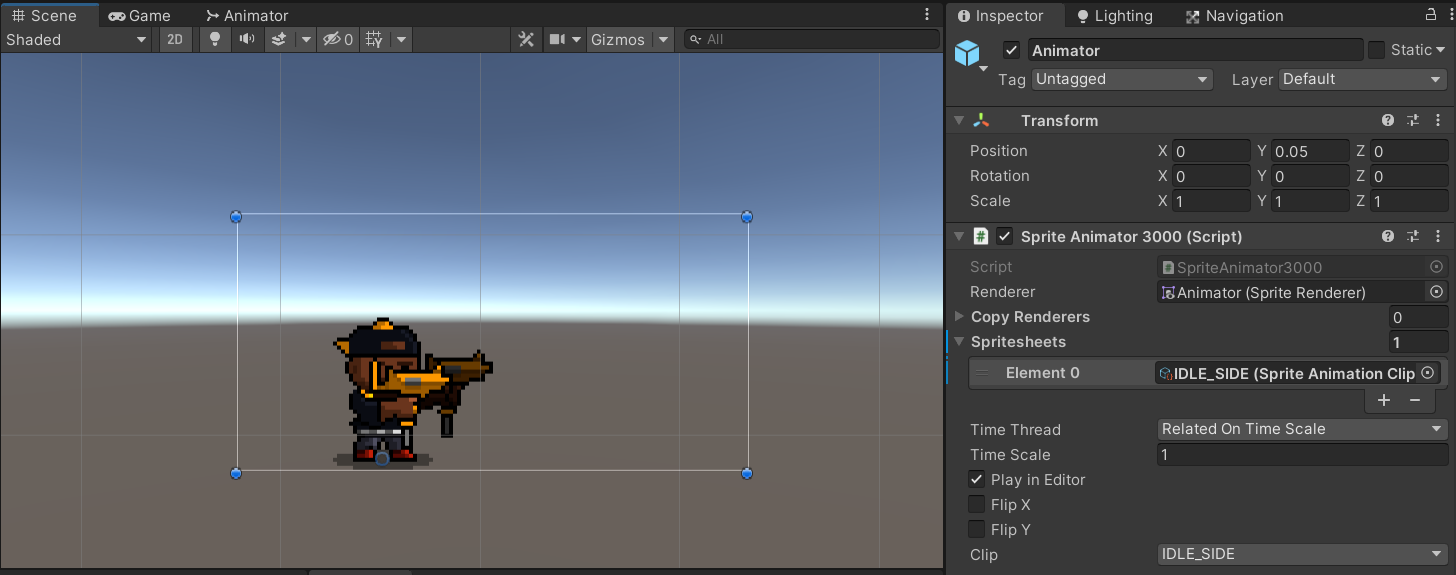 Scene Game Animator
Shaded 2D 0 Gizmos All
Inspector Lighting Navigation
Animator Static
Tag Untagged Layer Default
Transform
Position X 0 Y 0.05 Z 0
Rotation X 0 Y 0 Z 0
Scale X 1 Y 1 Z 1
# Sprite Animator 3000 (Script)
Script SpriteAnimator3000
Renderer Animator (Sprite Renderer)
Copy Renderers 0
Spritesheets 1
Element 0 IDLE_SIDE (Sprite Animation Clip
Time Thread Related On Time Scale
Time Scale 1
Play in Editor
Flip X
Flip Y
Clip IDLE_SIDE